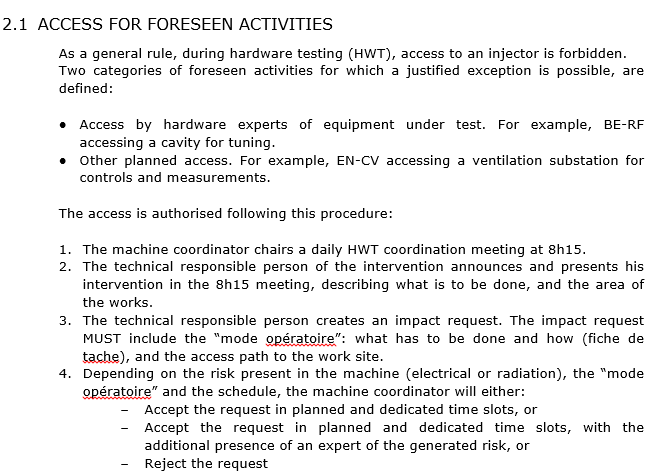 2.1 ACCESS FOR FORESEEN ACTIVITIES
As a general rule, during hardware testing (HWT), access to an injector is forbidden.
Two categories of foreseen activities for which a justified exception is possible, are
defined:
• Access by hardware experts of equipment under test. For example, BE-RF
accessing a cavity for tuning.
• Other planned access. For example, EN-CV accessing a ventilation substation for
controls and measurements.
The access is authorised following this procedure:
1. The machine coordinator chairs a daily HWT coordination meeting at 8h15.
2. The technical responsible person of the intervention announces and presents his
intervention in the 8h15 meeting, describing what is to be done, and the area of
the works.
3. The technical responsible person creates an impact request. The impact request
MUST include the "mode opératoire": what has to be done and how (fiche de
tache), and the access path to the work site.
4. Depending on the risk present in the machine (electrical or radiation), the "mode
opératoire" and the schedule, the machine coordinator will either:
– Accept the request in planned and dedicated time slots, or
– Accept the request in planned and dedicated time slots, with the
additional presence of an expert of the generated risk, or
– Reject the request